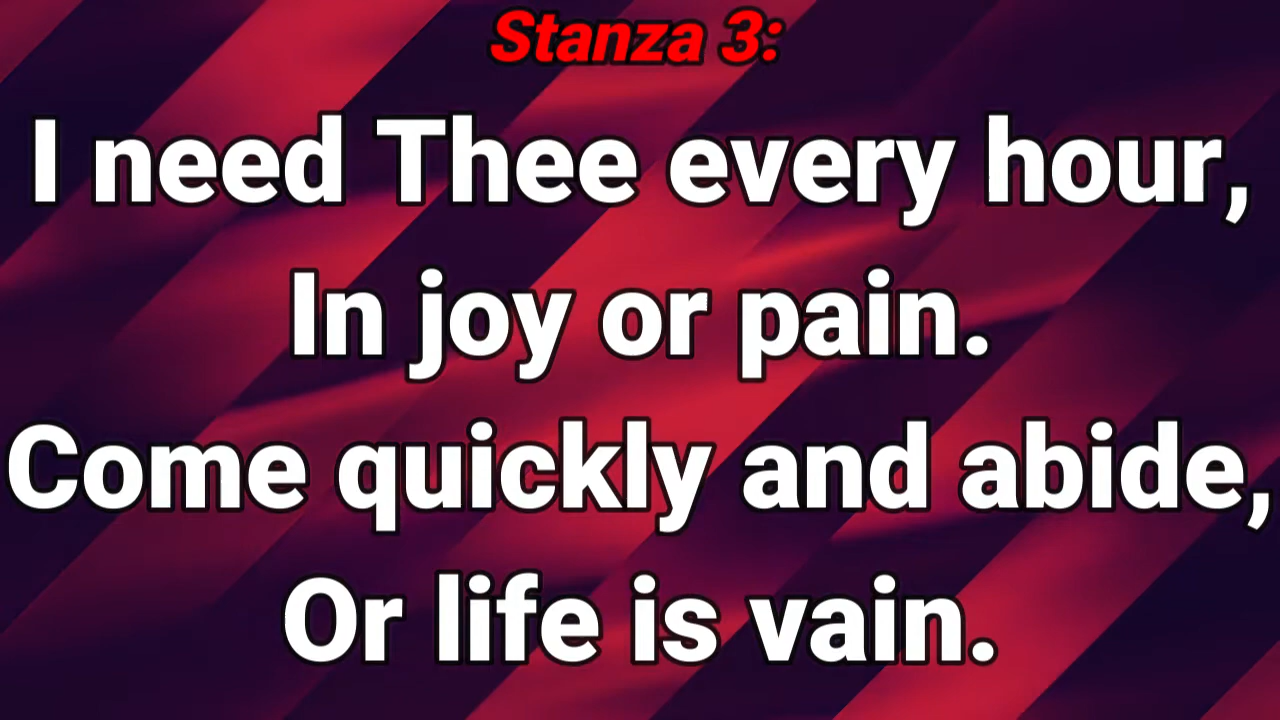 Stanza 3:
I need Thee every hour,
In joy or pain.
Come quickly and abide,
Or life is vain.